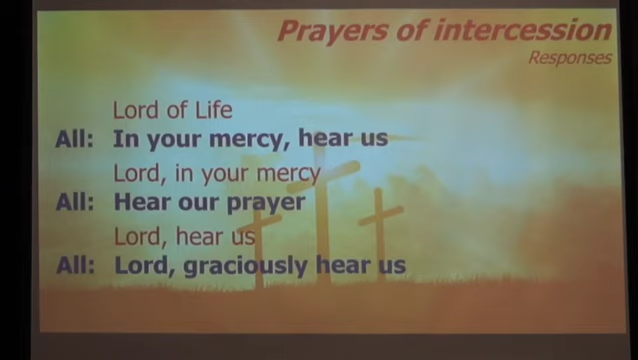 Prayers of intercession
Responses
Lord of Life
All: In your mercy, hear us
Lord, in your mercy
All: Hear our prayer
Lord, hear us
All: Lord, graciously hear us